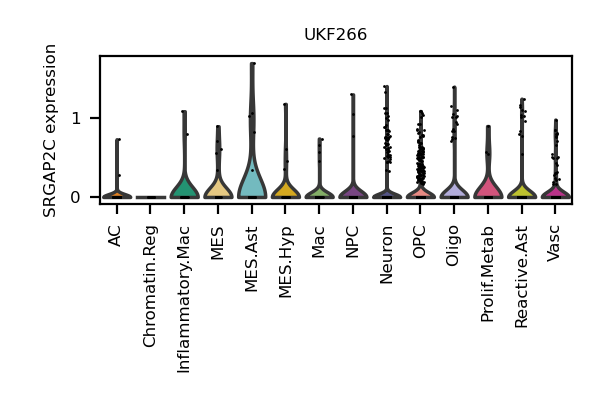 UKF266
SRGAP2C expression
1
0
AC
Chromatin.Reg
Inflammatory.Mac
MES
MES.Ast
MES.Hyp
Mac
NPC
Neuron
OPC
Oligo
Prolif.Metab
Reactive.Ast
Vasc